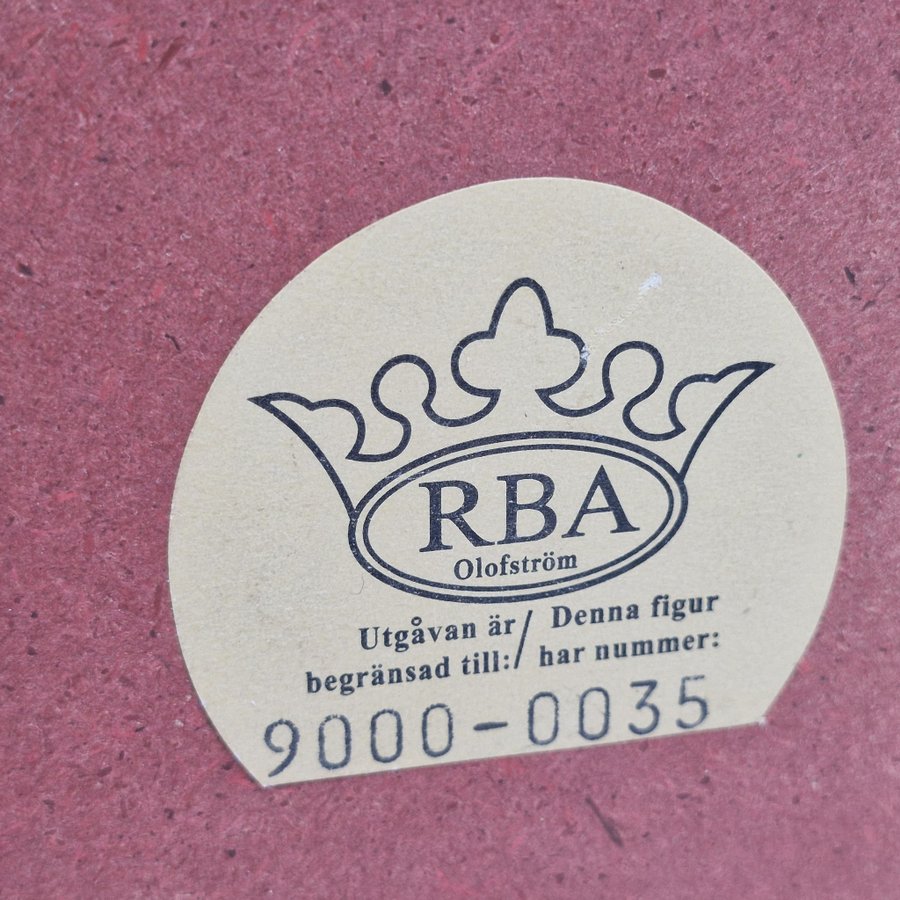 RBA
Olofström
Utgåvan är / Denna figur
begränsad till: / har nummer:
9000-0035